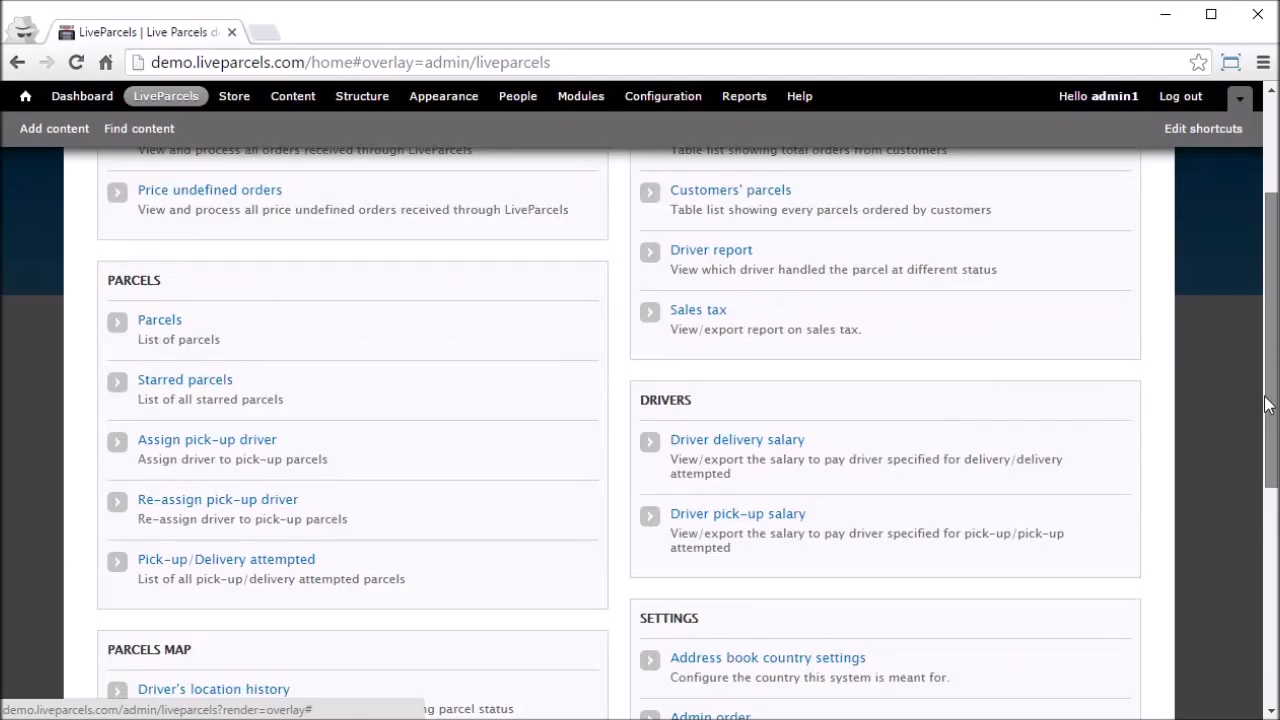 LiveParcels | Live Parcels d
demo.liveparcels.com/home#overlay=admin/liveparcels
Dashboard LiveParcels Store Content Structure Appearance People Modules Configuration Reports Help Hello admin1 Log out
Add content Find content Edit shortcuts
View and process all orders received through LiveParcels
Price undefined orders
View and process all price undefined orders received through LiveParcels
PARCELS
Parcels
List of parcels
Starred parcels
List of all starred parcels
Assign pick-up driver
Assign driver to pick-up parcels
Re-assign pick-up driver
Re-assign driver to pick-up parcels
Pick-up/Delivery attempted
List of all pick-up/delivery attempted parcels
PARCELS MAP
Driver's location history
ng parcel status
Table list showing total orders from customers
Customers' parcels
Table list showing every parcels ordered by customers
Driver report
View which driver handled the parcel at different status
Sales tax
View/export report on sales tax.
DRIVERS
Driver delivery salary
View/export the salary to pay driver specified for delivery/delivery
attempted
Driver pick-up salary
View/export the salary to pay driver specified for pick-up/pick-up
attempted
SETTINGS
Address book country settings
Configure the country this system is meant for.
Admin order
demo.liveparcels.com/admin/liveparcels?render=overlay#